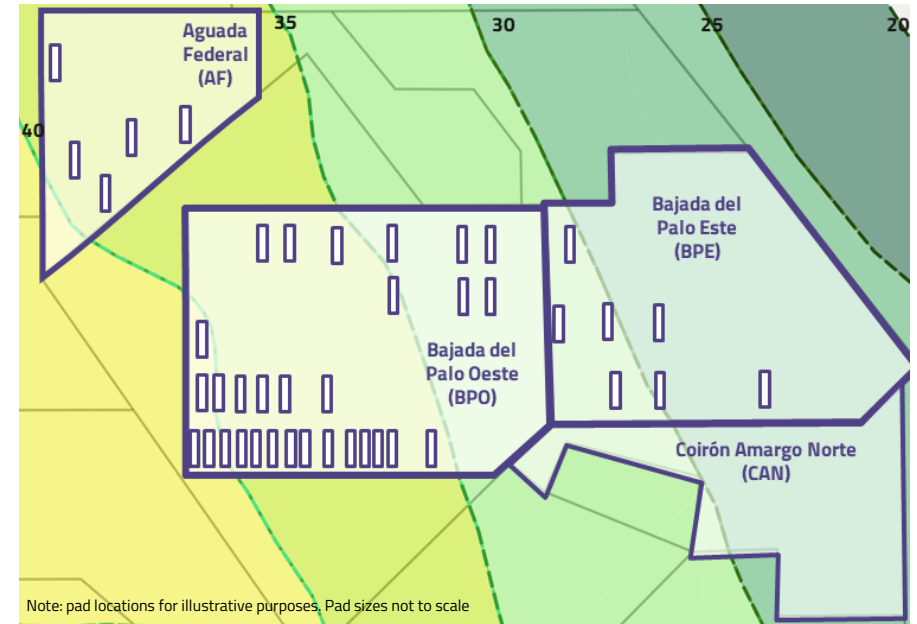 35
30
25
20
Aguada
Federal
(AF)
40
Bajada del
Palo Este
(BPE)
Bajada del
Palo Oeste
(BPO)
Coirón Amargo Norte
(CAN)
Note: pad locations for illustrative purposes. Pad sizes not to scale